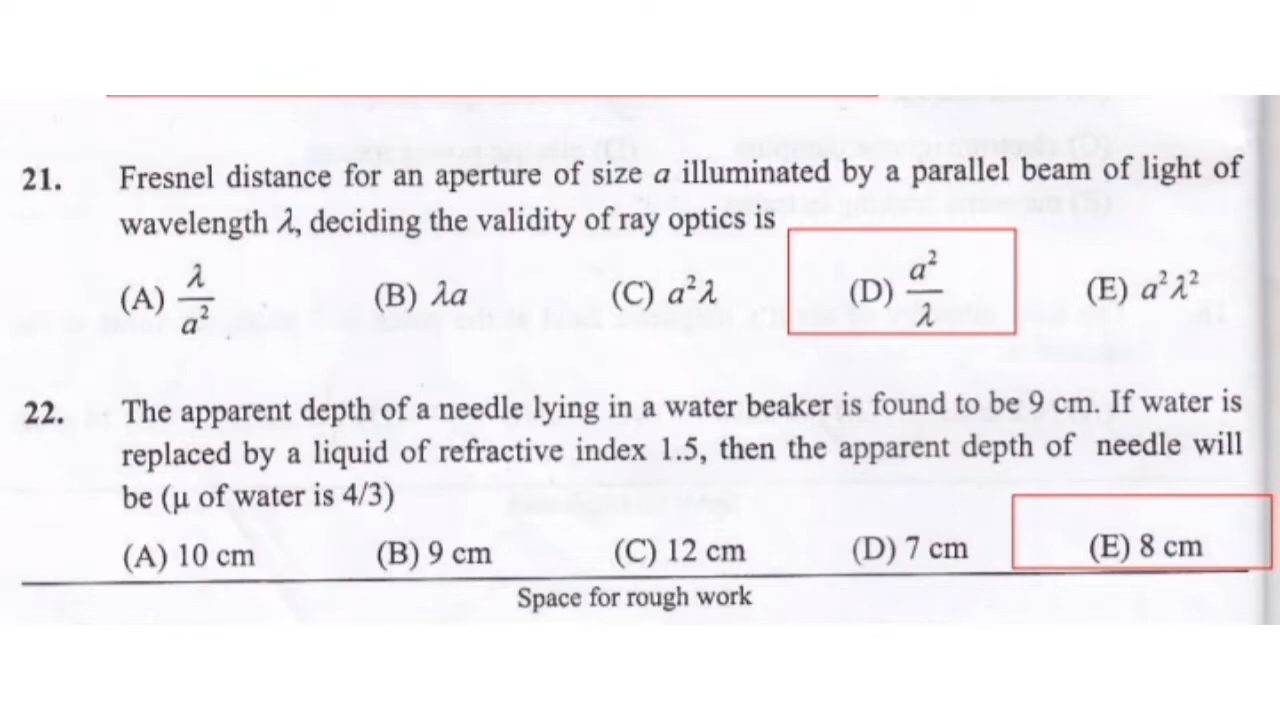 21. Fresnel distance for an aperture of size a illuminated by a parallel beam of light of
wavelength λ, deciding the validity of ray optics is
(A) λ/a² (B) λa (C) a²λ (D) a²/λ (E) a²λ²
22. The apparent depth of a needle lying in a water beaker is found to be 9 cm. If water is
replaced by a liquid of refractive index 1.5, then the apparent depth of needle will
be (μ of water is 4/3)
(A) 10 cm (B) 9 cm (C) 12 cm (D) 7 cm (E) 8 cm
Space for rough work